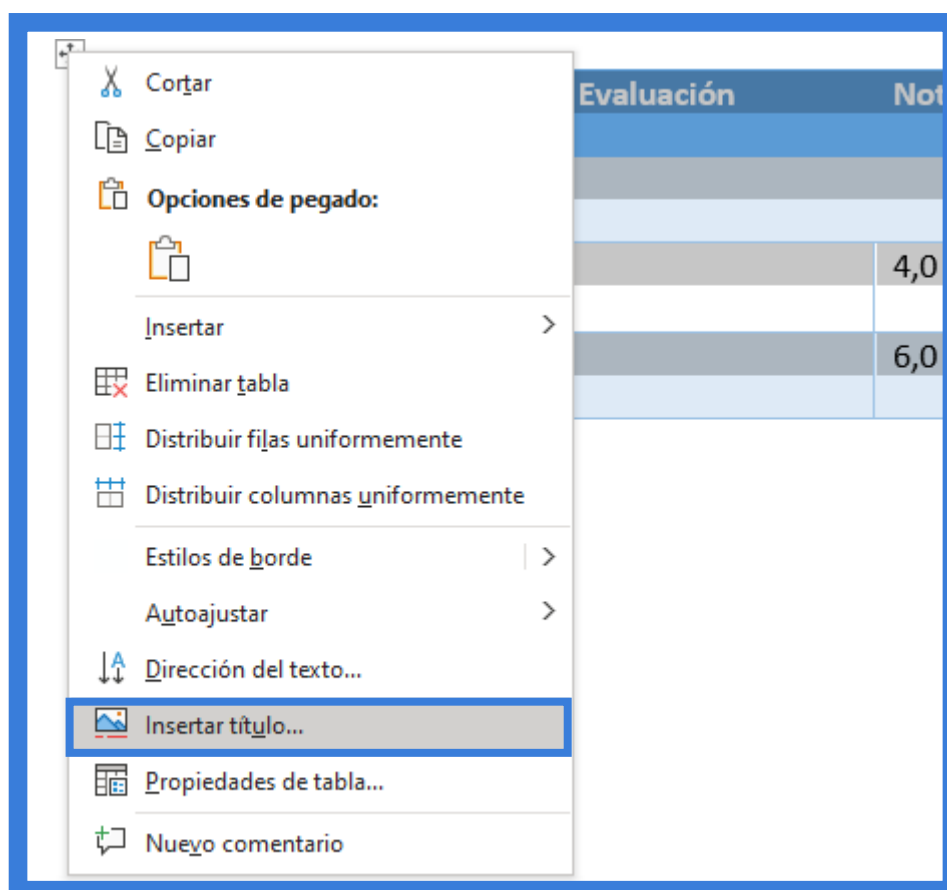 Cortar
Evaluación Not
Copiar
Opciones de pegado:
4,0
Insertar
6,0
Eliminar tabla
Distribuir filas uniformemente
Distribuir columnas uniformemente
Estilos de borde
Autoajustar
Dirección del texto...
Insertar título...
Propiedades de tabla...
Nuevo comentario